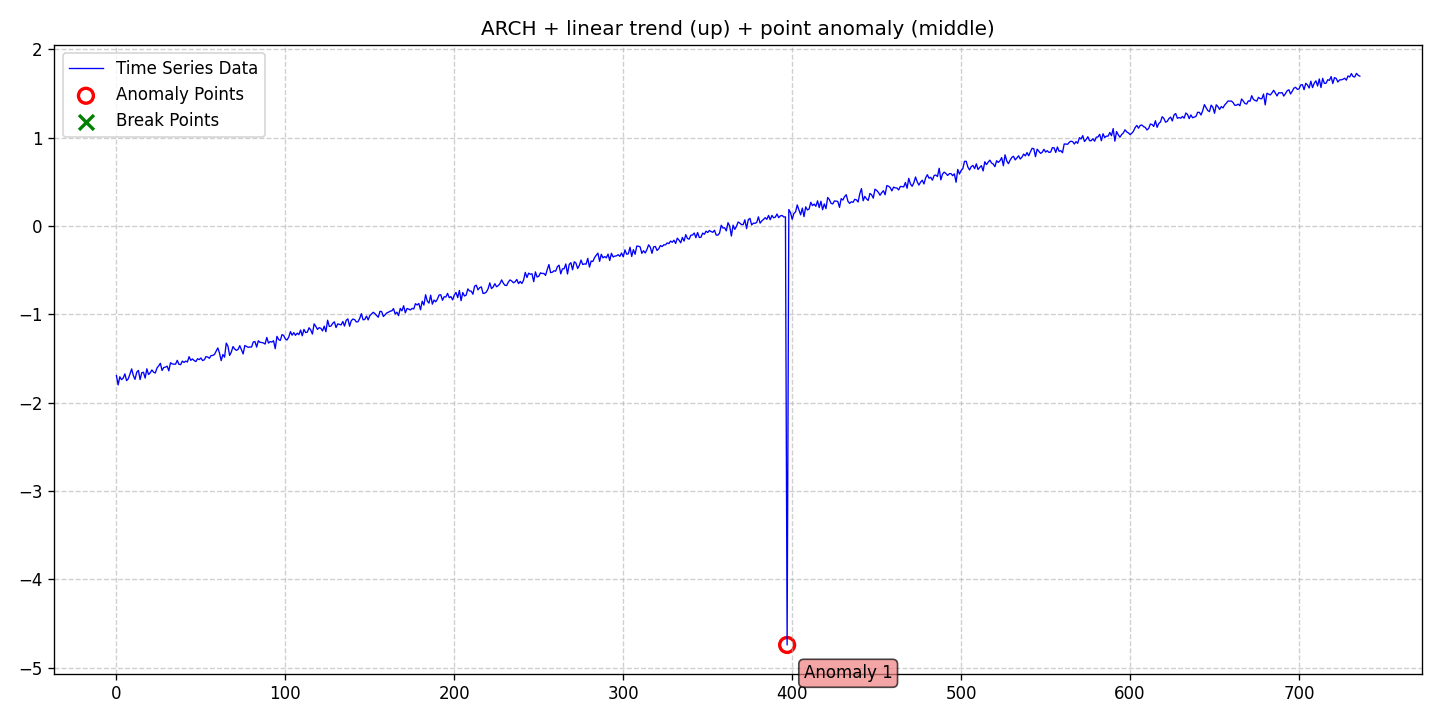 ARCH + linear trend (up) + point anomaly (middle)
Time Series Data
Anomaly Points
Break Points
2
1
0
−1
−2
−3
−4
−5
Anomaly 1
0 100 200 300 400 500 600 700